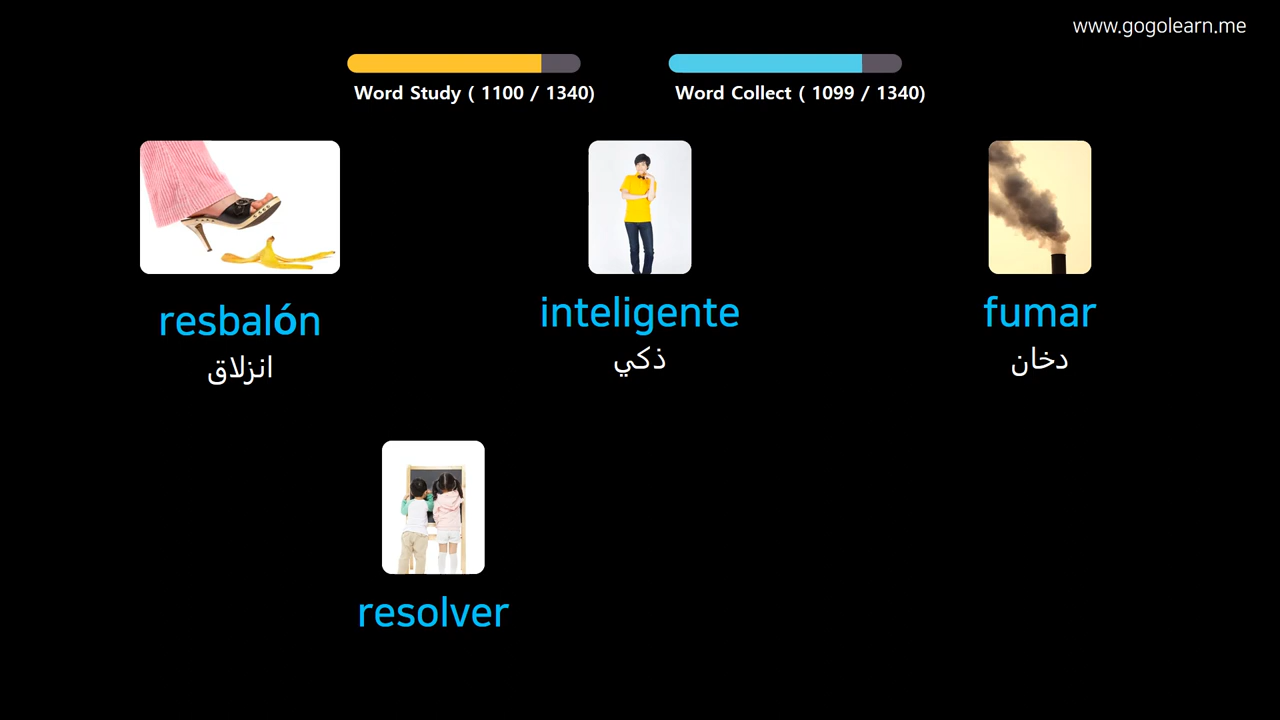 www.gogolearn.me
Word Study ( 1100 / 1340)
Word Collect ( 1099 / 1340)
resbalón
انزلاق
inteligente
ذكي
fumar
دخان
resolver